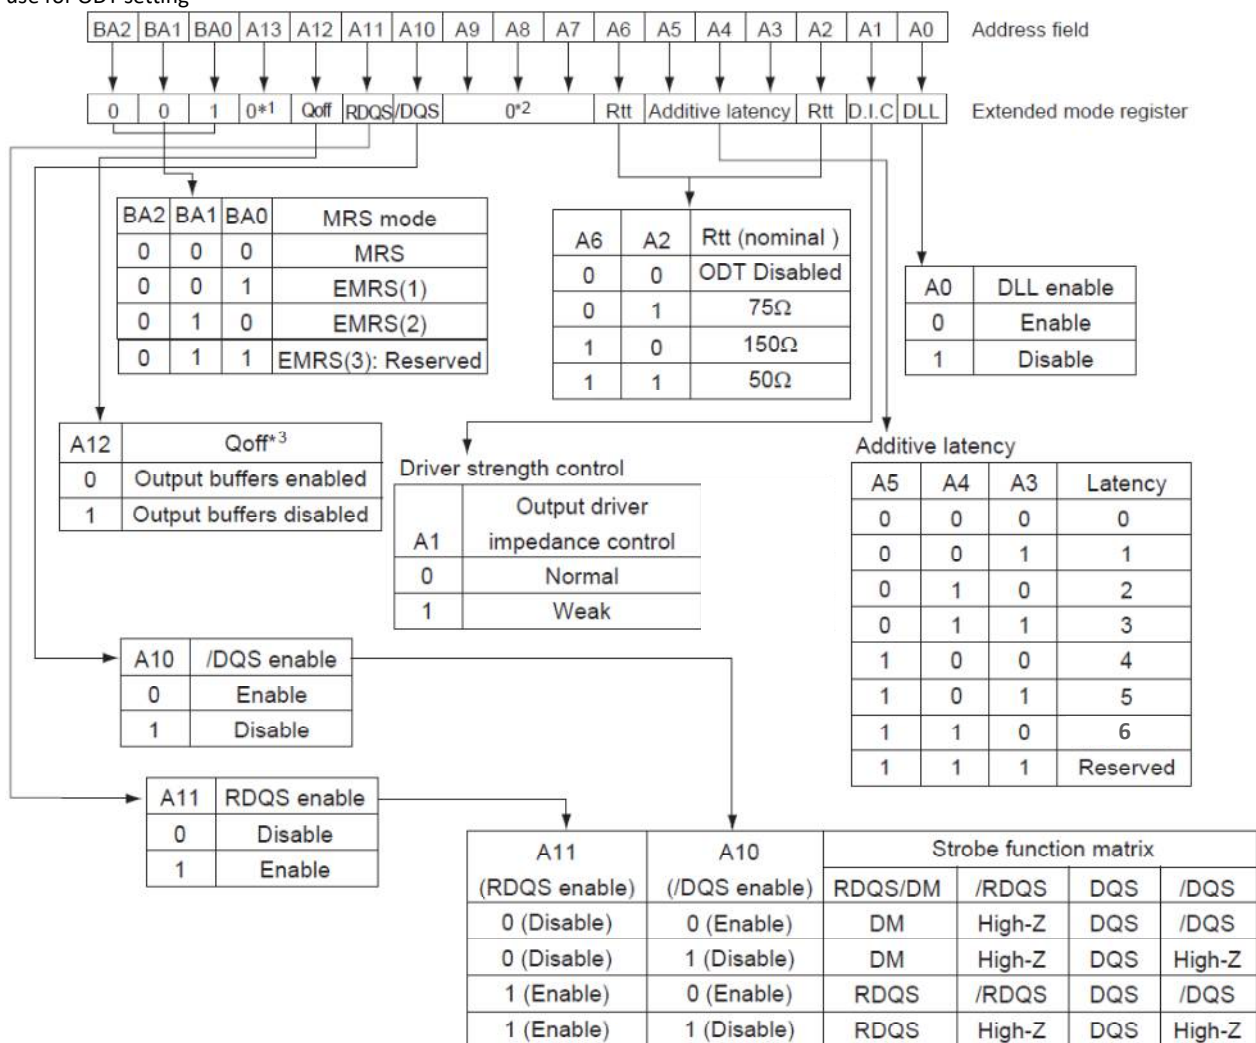 use for ODT setting
BA2 BA1 BA0 A13 A12 A11 A10 A9 A8 A7 A6 A5 A4 A3 A2 A1 A0 Address field
0 0 1 0*1 Qoff RDQS /DQS 0*2 Rtt Additive latency Rtt D.I.C DLL Extended mode register
BA2 BA1 BA0 MRS mode
0 0 0 MRS
0 0 1 EMRS(1)
0 1 0 EMRS(2)
0 1 1 EMRS(3): Reserved
A6 A2 Rtt (nominal )
0 0 ODT Disabled
0 1 75Ω
1 0 150Ω
1 1 50Ω
A0 DLL enable
0 Enable
1 Disable
A12 Qoff*3
0 Output buffers enabled
1 Output buffers disabled
Driver strength control
Output driver
A1 impedance control
0 Normal
1 Weak
Additive latency
A5 A4 A3 Latency
0 0 0 0
0 0 1 1
0 1 0 2
0 1 1 3
1 0 0 4
1 0 1 5
1 1 0 6
1 1 1 Reserved
A10 /DQS enable
0 Enable
1 Disable
A11 RDQS enable
0 Disable
1 Enable
A11 A10 Strobe function matrix
(RDQS enable) (/DQS enable) RDQS/DM /RDQS DQS /DQS
0 (Disable) 0 (Enable) DM High-Z DQS /DQS
0 (Disable) 1 (Disable) DM High-Z DQS High-Z
1 (Enable) 0 (Enable) RDQS /RDQS DQS /DQS
1 (Enable) 1 (Disable) RDQS High-Z DQS High-Z